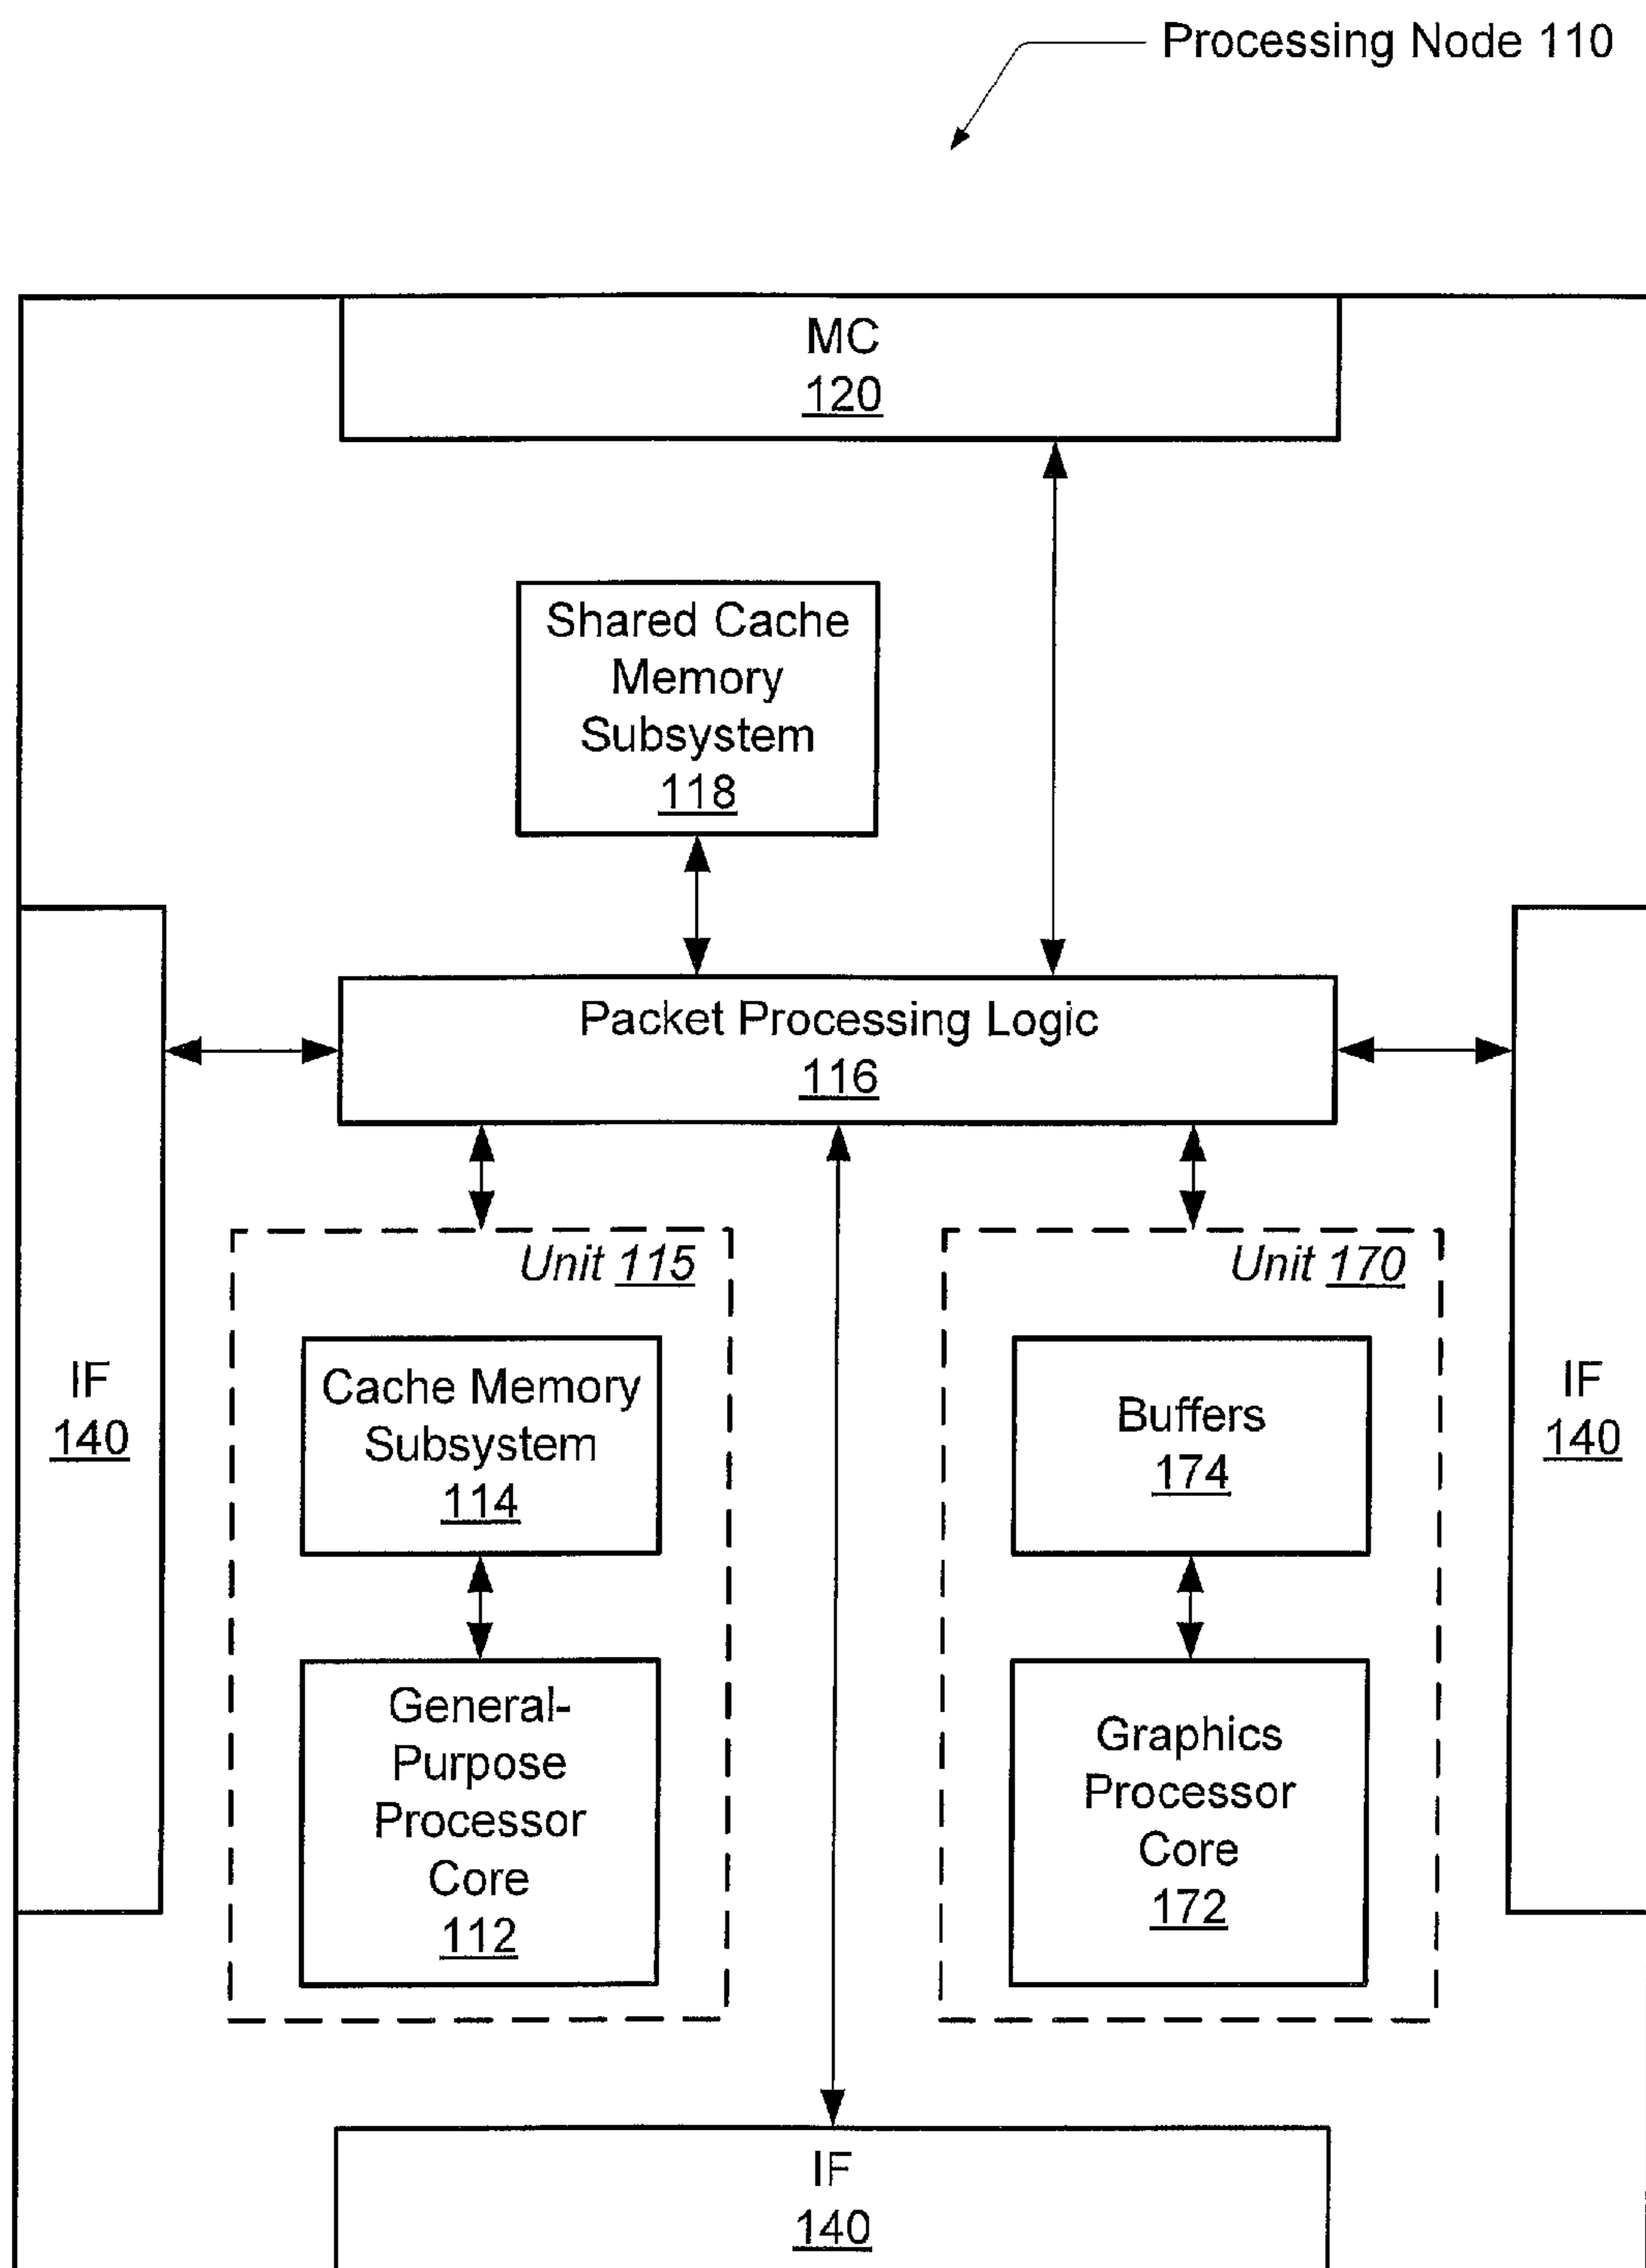 Processing Node 110
MC
120
Shared Cache
Memory
Subsystem
118
Packet Processing Logic
116
Unit 115
Unit 170
IF
140
Cache Memory
Subsystem
114
Buffers
174
IF
140
General-
Purpose
Processor
Core
112
Graphics
Processor
Core
172
IF
140